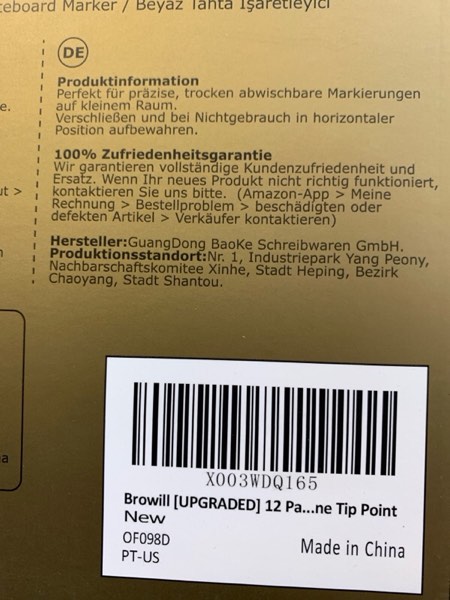 teboard Marker / Beyaz Tahta İşaretleyici
DE
Produktinformation
Perfekt für präzise, trocken abwischbare Markierungen
auf kleinem Raum.
Verschließen und bei Nichtgebrauch in horizontaler
Position aufbewahren.
100% Zufriedenheitsgarantie
Wir garantieren vollständige Kundenzufriedenheit und
Ersatz. Wenn Ihr neues Produkt nicht richtig funktioniert,
kontaktieren Sie uns bitte. (Amazon-App > Meine
Rechnung > Bestellproblem > beschädigten oder
defekten Artikel > Verkäufer kontaktieren)
Hersteller:GuangDong BaoKe Schreibwaren GmbH.
Produktionsstandort:Nr. 1, Industriepark Yang Peony,
Nachbarschaftskomitee Xinhe, Stadt Heping, Bezirk
Chaoyang, Stadt Shantou.
X003WDQ165
Browill [UPGRADED] 12 Pa...ne Tip Point
New
OF098D
PT-US
Made in China